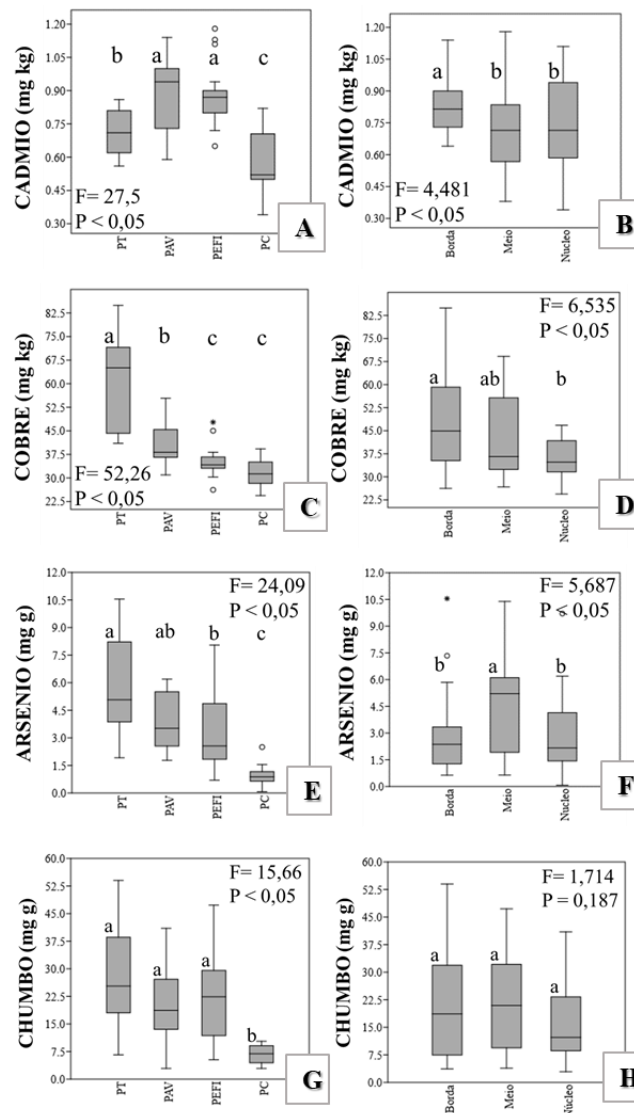 CADMIO (mg kg)
1.20
1.05
0.90
0.75
0.60
0.45
0.30
b
a
a
c
F= 27,5
P < 0,05
PT
PAV
PEFI
PC
A
CADMIO (mg kg)
1.20
1.05
0.90
0.75
0.60
0.45
0.30
a
b
b
F= 4,481
P < 0,05
Borda
Meio
Nucleo
B
COBRE (mg kg)
82.5
75.0
67.5
60.0
52.5
45.0
37.5
30.0
22.5
a
b
c
c
F= 52,26
P < 0,05
PT
PAV
PEFI
PC
C
COBRE (mg kg)
82.5
75.0
67.5
60.0
52.5
45.0
37.5
30.0
22.5
F= 6,535
P < 0,05
a
ab
b
Borda
Meio
Nucleo
D
ARSENIO (mg g)
12.0
10.5
9.0
7.5
6.0
4.5
3.0
1.5
0.0
F= 24,09
P < 0,05
a
ab
b
c
PT
PAV
PEFI
PC
E
ARSENIO (mg g)
12.0
10.5
9.0
7.5
6.0
4.5
3.0
1.5
0.0
F= 5,687
P < 0,05
b
a
b
Borda
Meio
Nucleo
F
CHUMBO (mg g)
60.0
52.5
45.0
37.5
30.0
22.5
15.0
7.5
0.0
F= 15,66
P < 0,05
a
a
a
b
PT
PAV
PEFI
PC
G
CHUMBO (mg g)
60.0
52.5
45.0
37.5
30.0
22.5
15.0
7.5
0.0
F= 1,714
P = 0,187
a
a
a
Borda
Meio
Núcleo
H